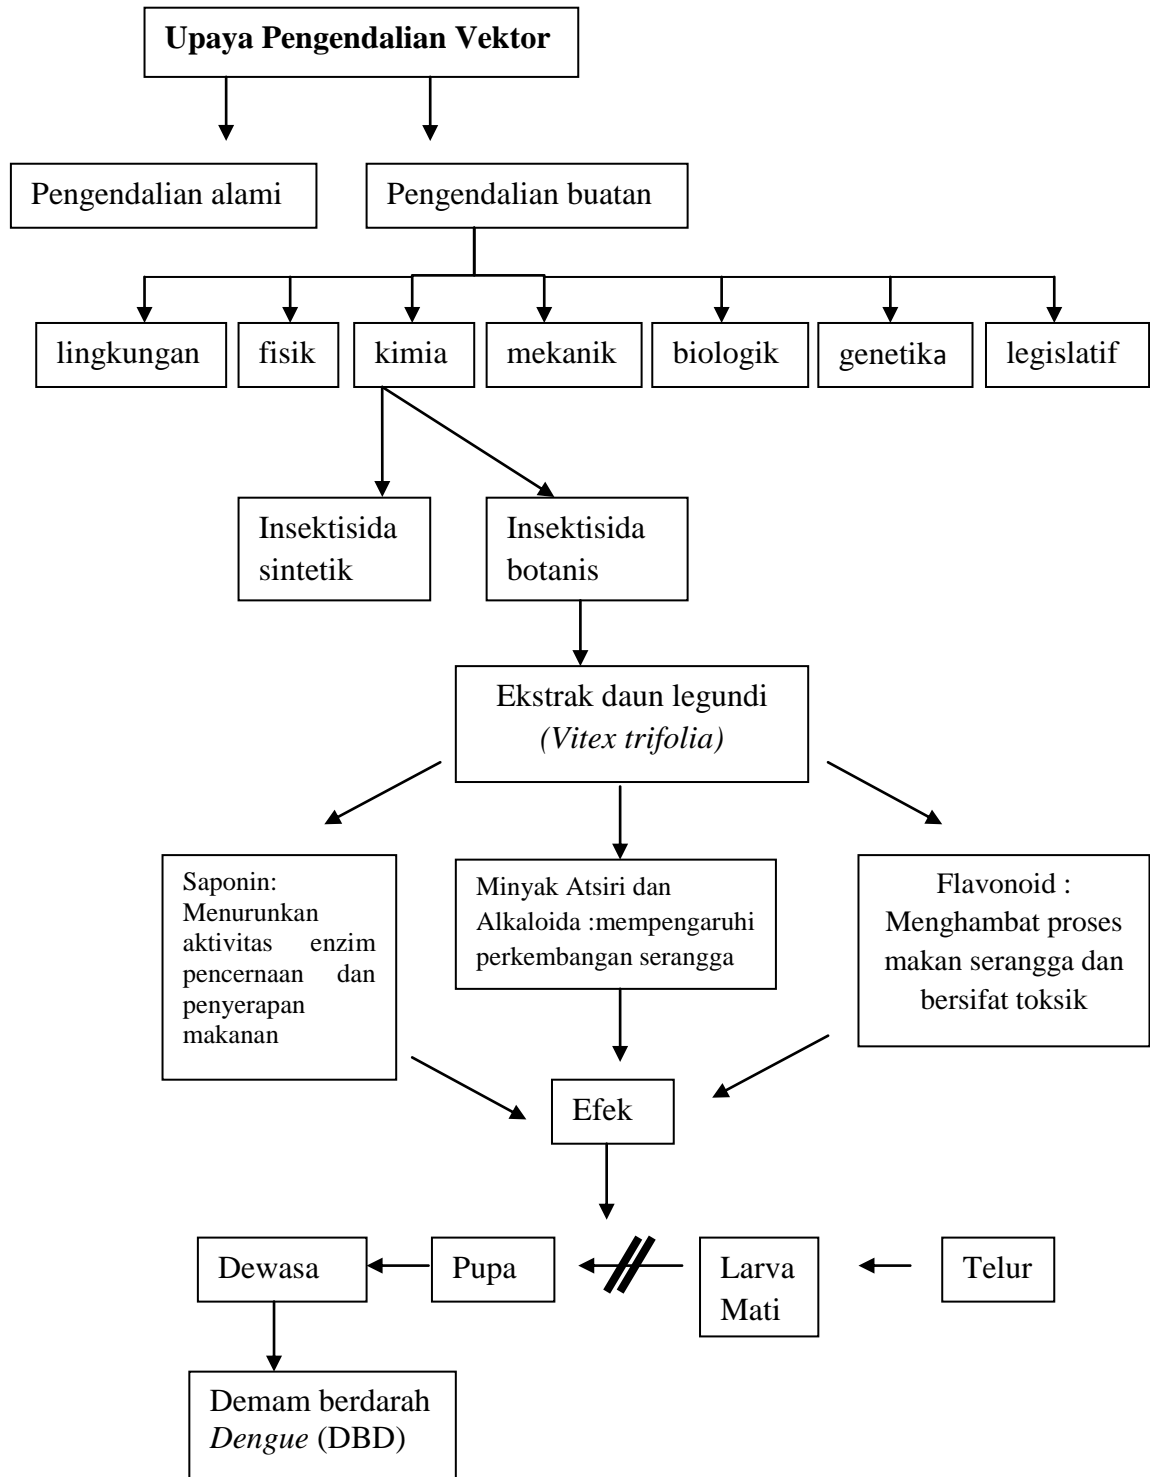 Upaya Pengendalian Vektor
Pengendalian alami
Pengendalian buatan
lingkungan
fisik
kimia
mekanik
biologik
genetika
legislatif
Insektisida
sintetik
Insektisida
botanis
Ekstrak daun legundi
(Vitex trifolia)
Saponin:
Menurunkan
aktivitas enzim
pencernaan dan
penyerapan
makanan
Minyak Atsiri dan
Alkaloida :mempengaruhi
perkembangan serangga
Flavonoid :
Menghambat proses
makan serangga dan
bersifat toksik
Efek
Dewasa
Pupa
Larva
Mati
Telur
Demam berdarah
Dengue (DBD)